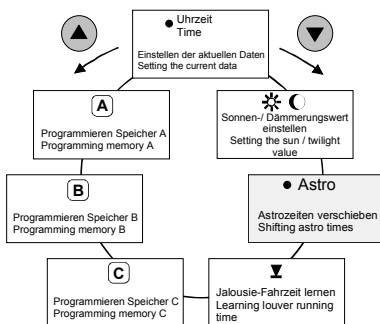 Uhrzeit
Time
Einstellen der aktuellen Daten
Setting the current data
A
Programmieren Speicher A
Programming memory A
Sonnen-/ Dämmerungswert
einstellen
Setting the sun / twilight
value
B
Programmieren Speicher B
Programming memory B
Astro
Astrozeiten verschieben
Shifting astro times
C
Programmieren Speicher C
Programming memory C
Jalousie-Fahrzeit lernen
Learning louver running
time